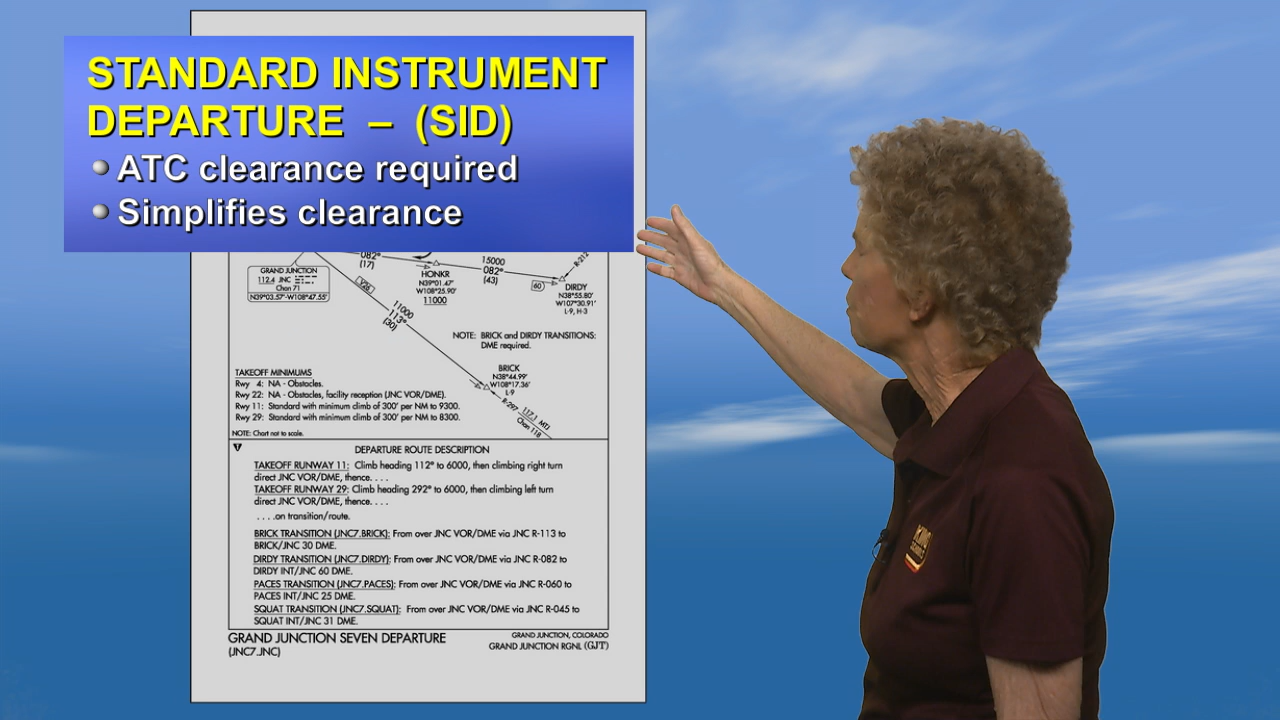 STANDARD INSTRUMENT
DEPARTURE – (SID)
ATC clearance required
Simplifies clearance
082°
(17)
15000
082°
(43)
R-212
GRAND JUNCTION
112.4 JNC
Chan 71
N39°03.57'-W108°47.55'
HONKR
N39°01.47'
W108°25.90'
11000
60
DIRDY
N38°55.80'
W107°30.91'
L-9, H-3
V26
11000
113°
(30)
NOTE: BRICK and DIRDY TRANSITIONS:
DME required.
BRICK
N38°44.99'
W108°17.36'
L-9
R-297
117.1 MTJ
Chan 118
TAKEOFF MINIMUMS
Rwy 4: NA - Obstacles.
Rwy 22: NA - Obstacles, facility reception (JNC VOR/DME).
Rwy 11: Standard with minimum climb of 300' per NM to 9300.
Rwy 29: Standard with minimum climb of 300' per NM to 8300.
NOTE: Chart not to scale.
DEPARTURE ROUTE DESCRIPTION
TAKEOFF RUNWAY 11: Climb heading 112° to 6000, then climbing right turn
direct JNC VOR/DME, thence. . . .
TAKEOFF RUNWAY 29: Climb heading 292° to 6000, then climbing left turn
direct JNC VOR/DME, thence. . . .
. . . .on transition/route.
BRICK TRANSITION (JNC7.BRICK): From over JNC VOR/DME via JNC R-113 to
BRICK/JNC 30 DME.
DIRDY TRANSITION (JNC7.DIRDY): From over JNC VOR/DME via JNC R-082 to
DIRDY INT/JNC 60 DME.
PACES TRANSITION (JNC7.PACES): From over JNC VOR/DME via JNC R-060 to
PACES INT/JNC 25 DME.
SQUAT TRANSITION (JNC7.SQUAT): From over JNC VOR/DME via JNC R-045 to
SQUAT INT/JNC 31 DME.
GRAND JUNCTION SEVEN DEPARTURE
(JNC7.JNC)
GRAND JUNCTION, COLORADO
GRAND JUNCTION RGNL (GJT)